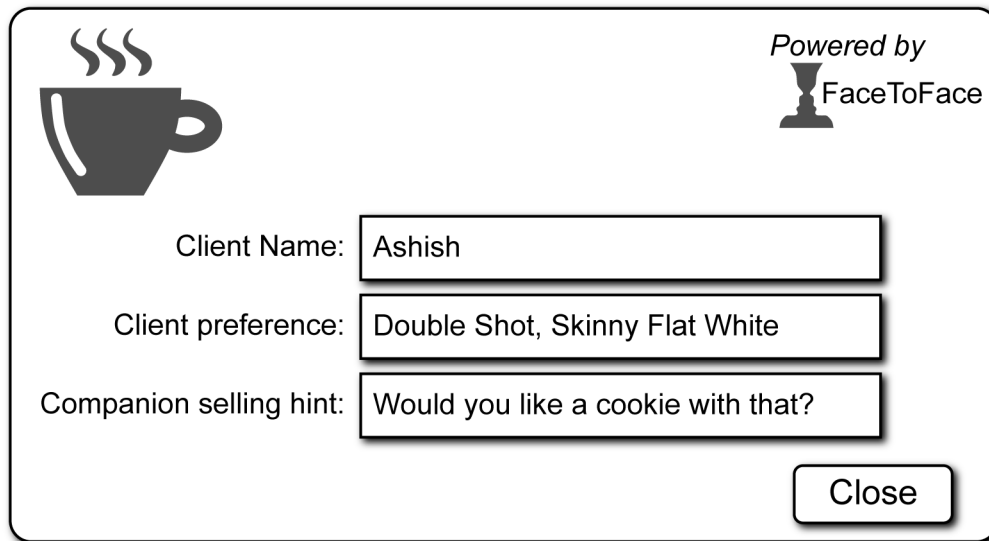 Powered by
FaceToFace
Client Name: Ashish
Client preference: Double Shot, Skinny Flat White
Companion selling hint: Would you like a cookie with that?
Close